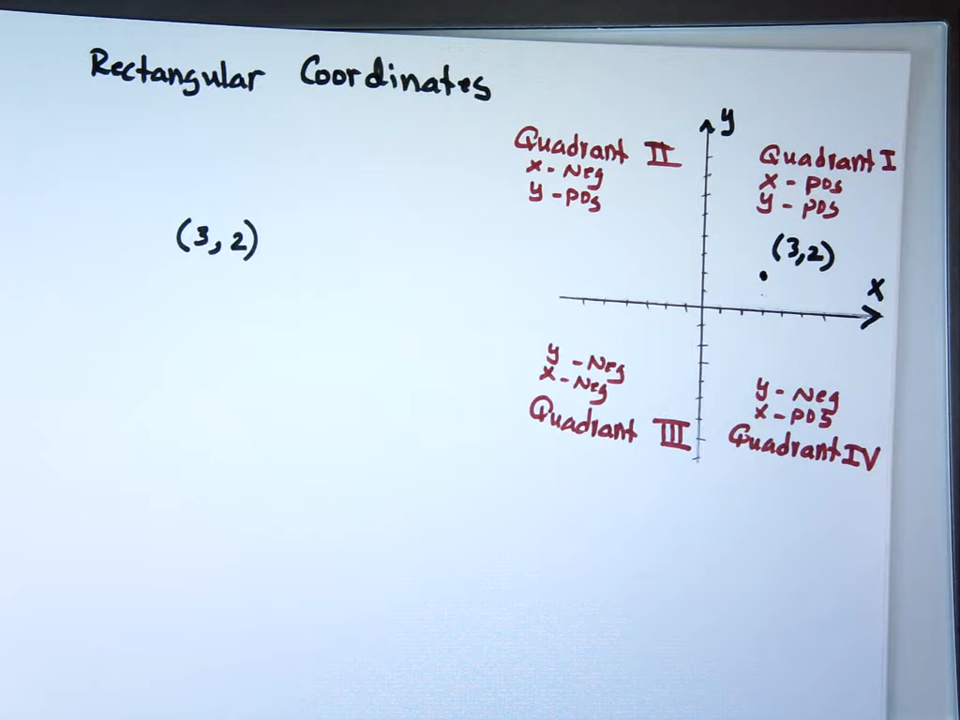 Rectangular Coordinates
(3, 2)
y
Quadrant II
x - Neg
y - pos
Quadrant I
x - pos
y - pos
(3,2)
x
y - Neg
x - Neg
Quadrant III
y - Neg
x - pos
Quadrant IV